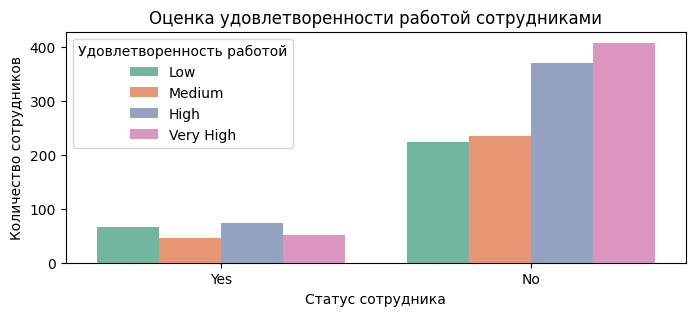 Оценка удовлетворенности работой сотрудниками
Удовлетворенность работой
Low
Medium
High
Very High
Количество сотрудников
400
300
200
100
0
Yes
No
Статус сотрудника